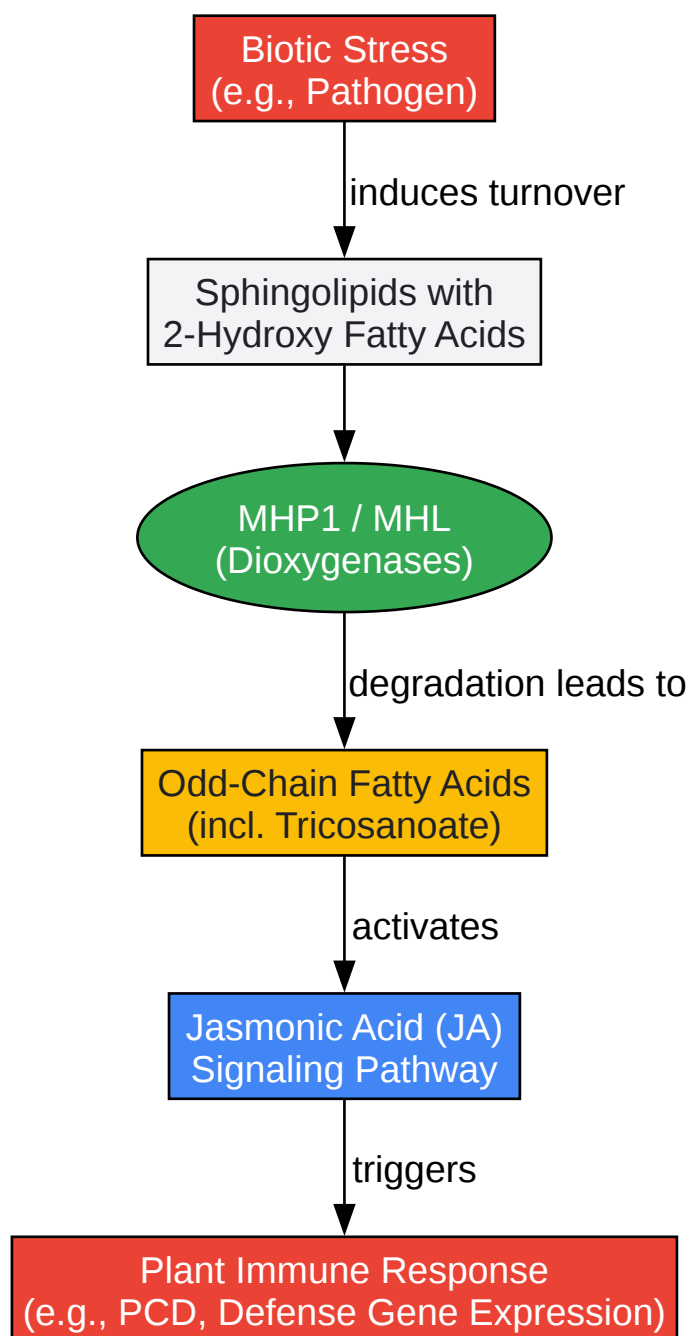 Biotic Stress
(e.g., Pathogen)
induces turnover
Sphingolipids with
2-Hydroxy Fatty Acids
MHP1 / MHL
(Dioxygenases)
degradation leads to
Odd-Chain Fatty Acids
(incl. Tricosanoate)
activates
Jasmonic Acid (JA)
Signaling Pathway
triggers
Plant Immune Response
(e.g., PCD, Defense Gene Expression)